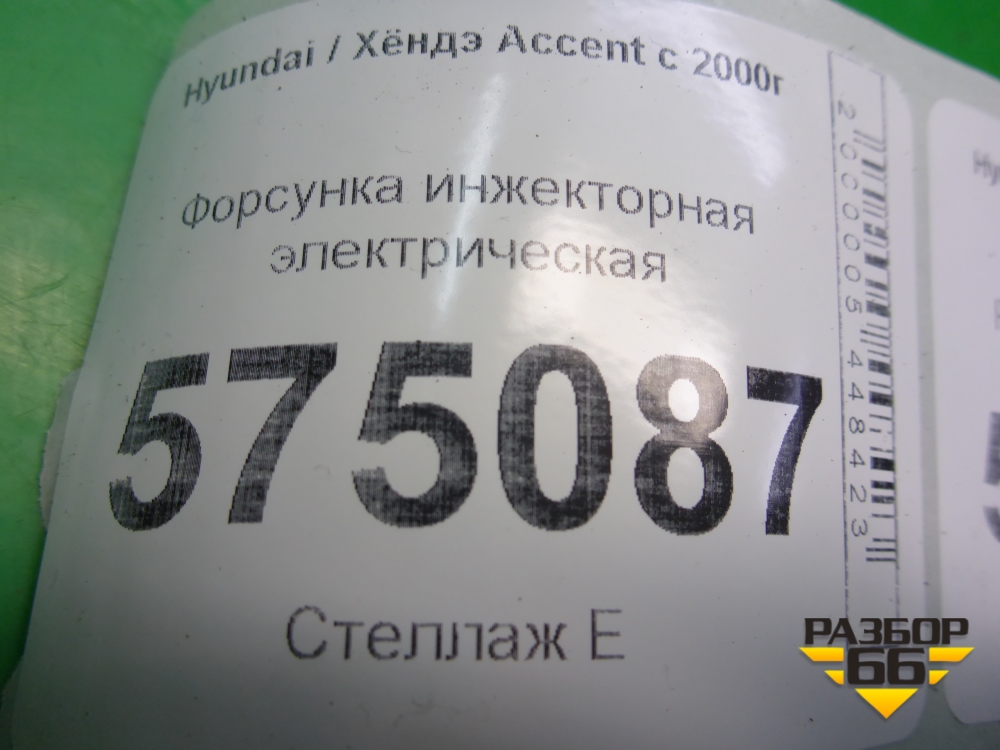 Hyundai / Хёндэ Accent с 2000г
Форсунка инжекторная
электрическая
575087
Стеллаж Е
2000005448423
РАЗБОР
66